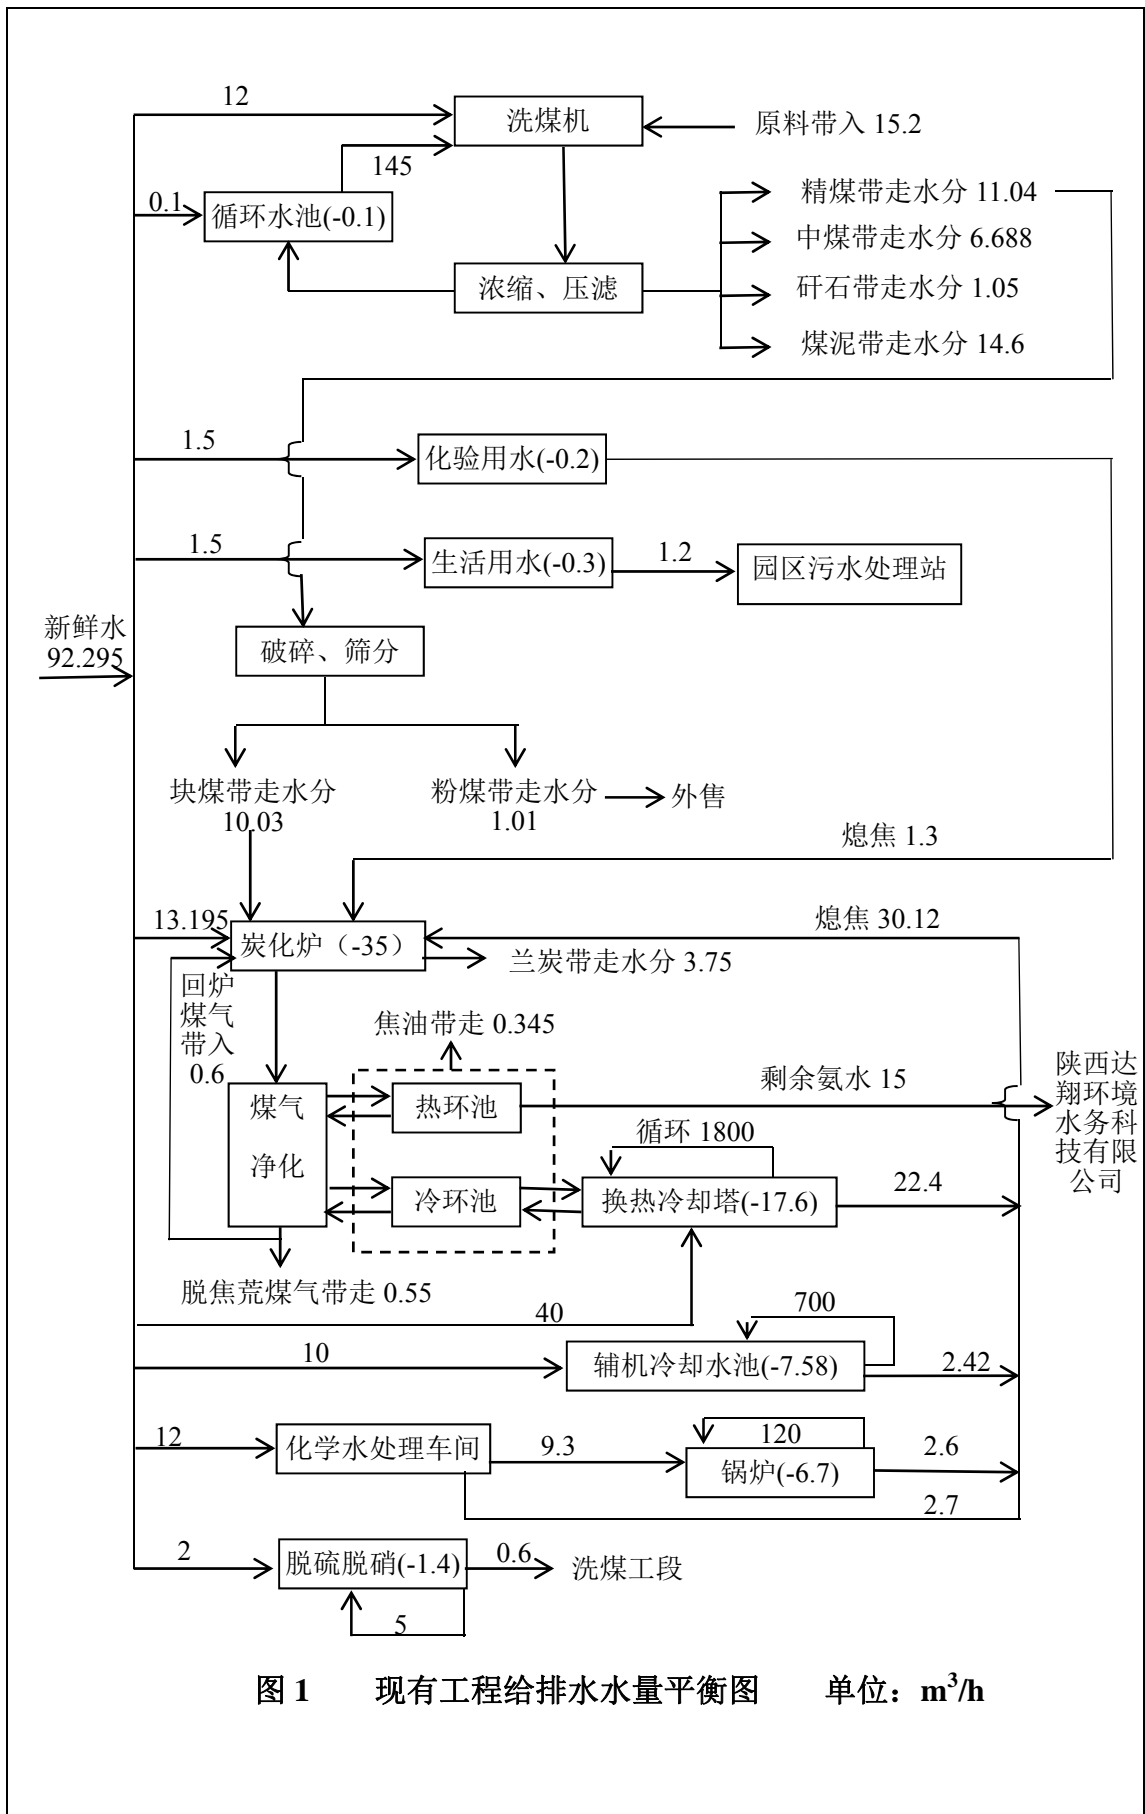 12
洗煤机
原料带入 15.2
145
0.1
循环水池(-0.1)
精煤带走水分 11.04
中煤带走水分 6.688
浓缩、压滤
矸石带走水分 1.05
煤泥带走水分 14.6
1.5
化验用水(-0.2)
1.5
生活用水(-0.3)
1.2
园区污水处理站
新鲜水
92.295
破碎、筛分
块煤带走水分
10.03
粉煤带走水分
1.01
外售
熄焦 1.3
13.195
炭化炉（-35）
熄焦 30.12
兰炭带走水分 3.75
回炉
煤气
带入
0.6
焦油带走 0.345
煤气
净化
热环池
剩余氨水 15
陕西达
翔环境
水务科
技有限
公司
循环 1800
冷环池
换热冷却塔(-17.6)
22.4
脱焦荒煤气带走 0.55
40
700
10
辅机冷却水池(-7.58)
2.42
12
化学水处理车间
9.3
120
锅炉(-6.7)
2.6
2.7
2
脱硫脱硝(-1.4)
0.6
洗煤工段
5
图 1 现有工程给排水水量平衡图 单位：m³/h